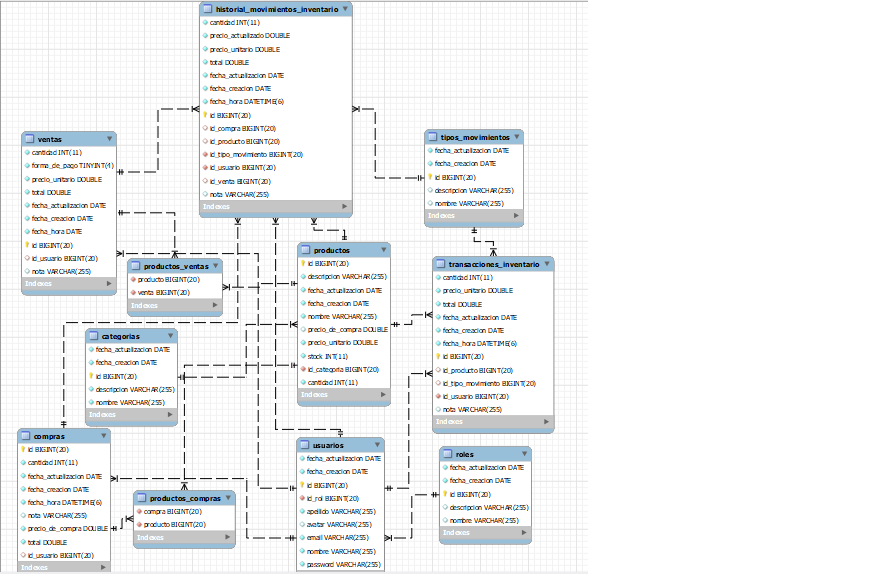 historial_movimientos_inventario
cantidad INT(11)
precio_actualizado DOUBLE
precio_unitario DOUBLE
total DOUBLE
fecha_actualizacion DATE
fecha_creacion DATE
fecha_hora DATETIME(6)
id BIGINT(20)
id_compra BIGINT(20)
id_producto BIGINT(20)
id_tipo_movimiento BIGINT(20)
id_usuario BIGINT(20)
id_venta BIGINT(20)
nota VARCHAR(255)
Indexes
ventas
cantidad INT(11)
forma_de_pago TINYINT(4)
precio_unitario DOUBLE
total DOUBLE
fecha_actualizacion DATE
fecha_creacion DATE
fecha_hora DATE
id BIGINT(20)
id_usuario BIGINT(20)
nota VARCHAR(255)
Indexes
tipos_movimientos
fecha_actualizacion DATE
fecha_creacion DATE
id BIGINT(20)
descripcion VARCHAR(255)
nombre VARCHAR(255)
Indexes
productos_ventas
producto BIGINT(20)
venta BIGINT(20)
Indexes
productos
id BIGINT(20)
descripcion VARCHAR(255)
fecha_actualizacion DATE
fecha_creacion DATE
nombre VARCHAR(255)
precio_de_compra DOUBLE
precio_unitario DOUBLE
stock INT(11)
id_categoria BIGINT(20)
cantidad INT(11)
Indexes
transacciones_inventario
cantidad INT(11)
precio_unitario DOUBLE
total DOUBLE
fecha_actualizacion DATE
fecha_creacion DATE
fecha_hora DATETIME(6)
id BIGINT(20)
id_producto BIGINT(20)
id_tipo_movimiento BIGINT(20)
id_usuario BIGINT(20)
nota VARCHAR(255)
Indexes
categorias
fecha_actualizacion DATE
fecha_creacion DATE
id BIGINT(20)
descripcion VARCHAR(255)
nombre VARCHAR(255)
Indexes
compras
id BIGINT(20)
cantidad INT(11)
fecha_actualizacion DATE
fecha_creacion DATE
fecha_hora DATETIME(6)
nota VARCHAR(255)
precio_de_compra DOUBLE
total DOUBLE
id_usuario BIGINT(20)
Indexes
productos_compras
compra BIGINT(20)
producto BIGINT(20)
Indexes
usuarios
fecha_actualizacion DATE
fecha_creacion DATE
id BIGINT(20)
id_rol BIGINT(20)
apellido VARCHAR(255)
avatar VARCHAR(255)
email VARCHAR(255)
nombre VARCHAR(255)
password VARCHAR(255)
roles
fecha_actualizacion DATE
fecha_creacion DATE
id BIGINT(20)
descripcion VARCHAR(255)
nombre VARCHAR(255)
Indexes